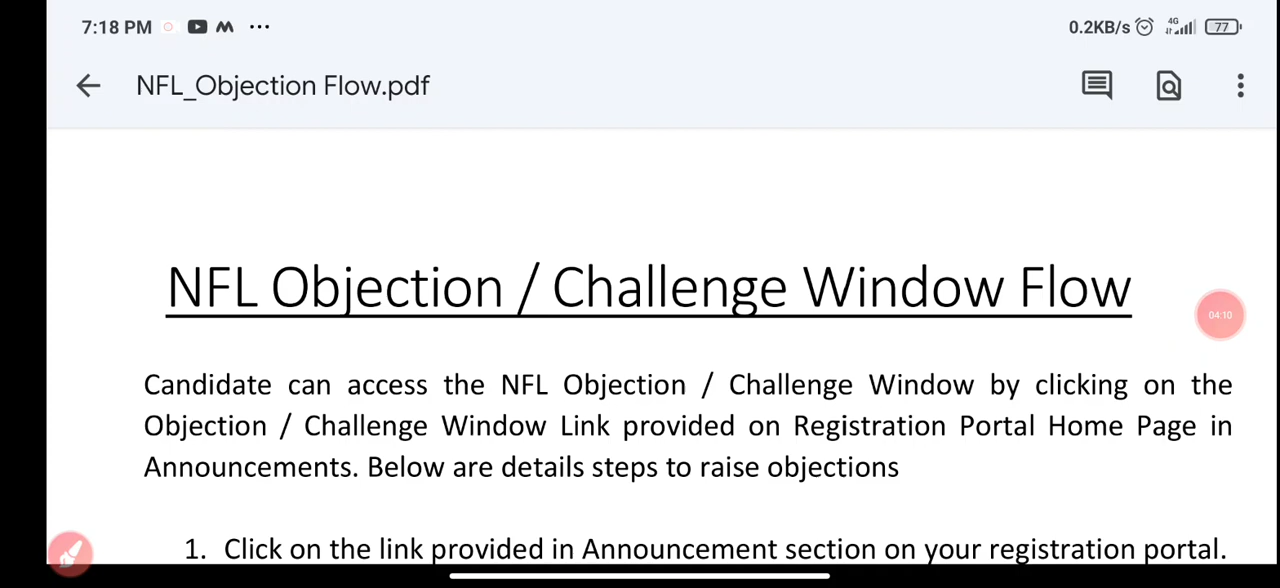 7:18 PM ... 0.2KB/s 4G 77
NFL_Objection Flow.pdf
NFL Objection / Challenge Window Flow
04:10
Candidate can access the NFL Objection / Challenge Window by clicking on the
Objection / Challenge Window Link provided on Registration Portal Home Page in
Announcements. Below are details steps to raise objections
1. Click on the link provided in Announcement section on your registration portal.